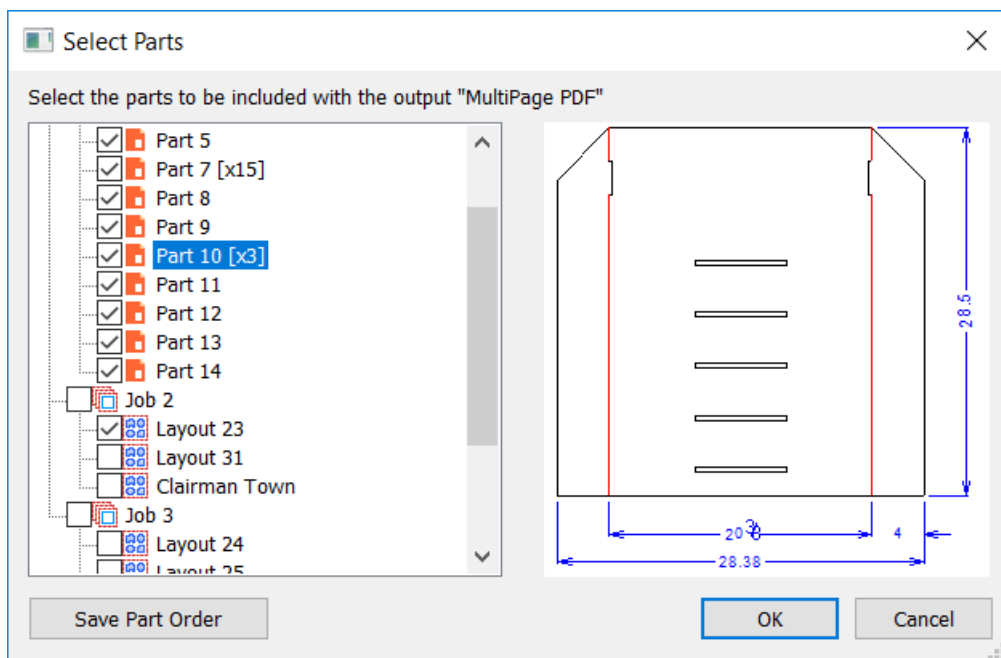 Select Parts
Select the parts to be included with the output "MultiPage PDF"
Part 5
Part 7 [x15]
Part 8
Part 9
Part 10 [x3]
Part 11
Part 12
Part 13
Part 14
Job 2
Layout 23
Layout 31
Clairman Town
Job 3
Layout 24
Layout 25
28.5
4
28.38
Save Part Order
OK
Cancel